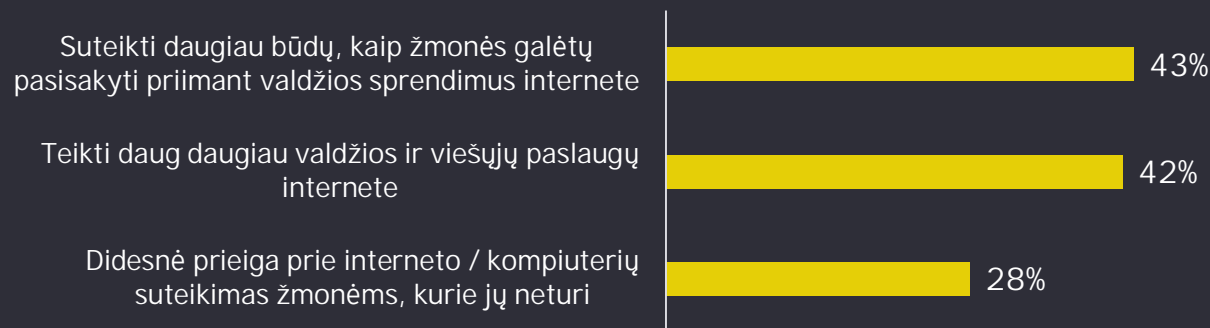 Suteikti daugiau būdų, kaip žmonės galėtų
pasisakyti priimant valdžios sprendimus internete
43%
Teikti daug daugiau valdžios ir viešųjų paslaugų
internete
42%
Didesnė prieiga prie interneto / kompiuterių
suteikimas žmonėms, kurie jų neturi
28%